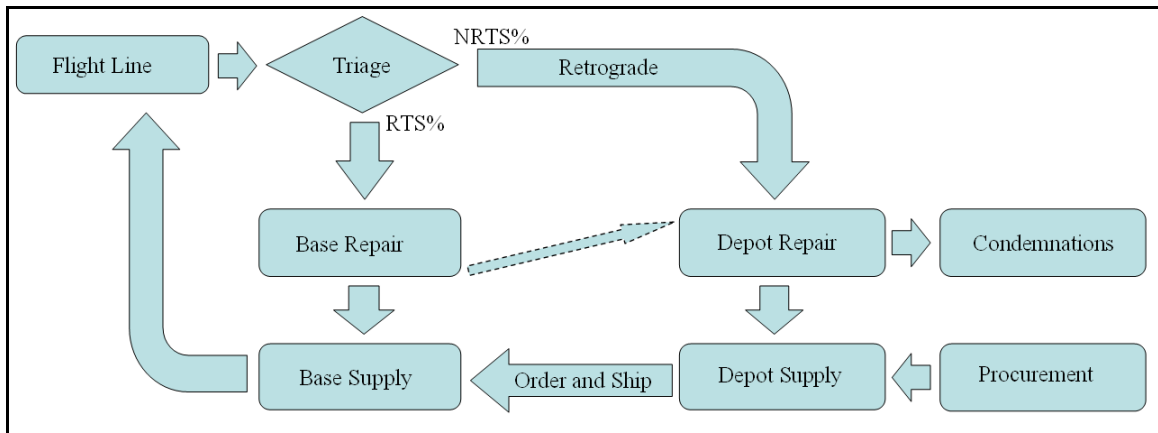 Flight Line
Triage
NRTS%
Retrograde
RTS%
Base Repair
Depot Repair
Condemnations
Base Supply
Order and Ship
Depot Supply
Procurement